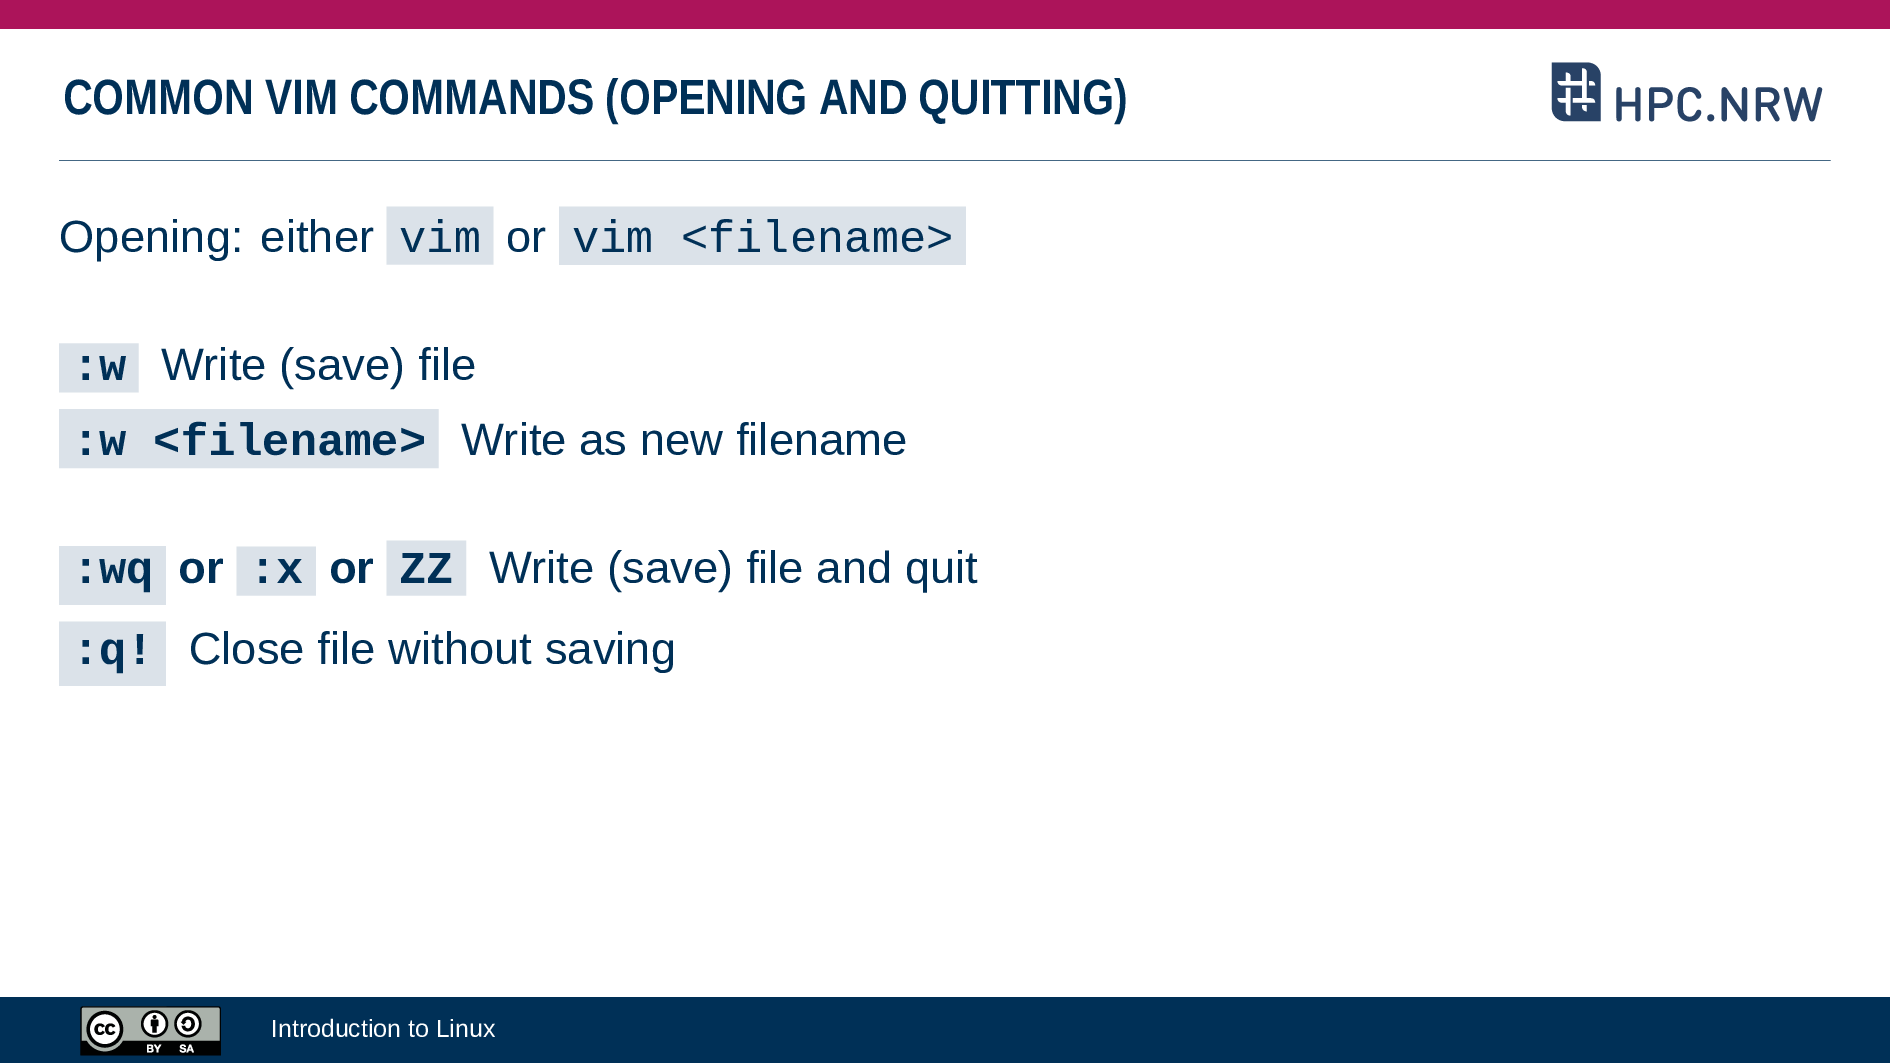 COMMON VIM COMMANDS (OPENING AND QUITTING)
HPC.NRW
Opening: either vim or vim <filename>
:w Write (save) file
:w <filename> Write as new filename
:wq or :x or ZZ Write (save) file and quit
:q! Close file without saving
cc BY SA
Introduction to Linux